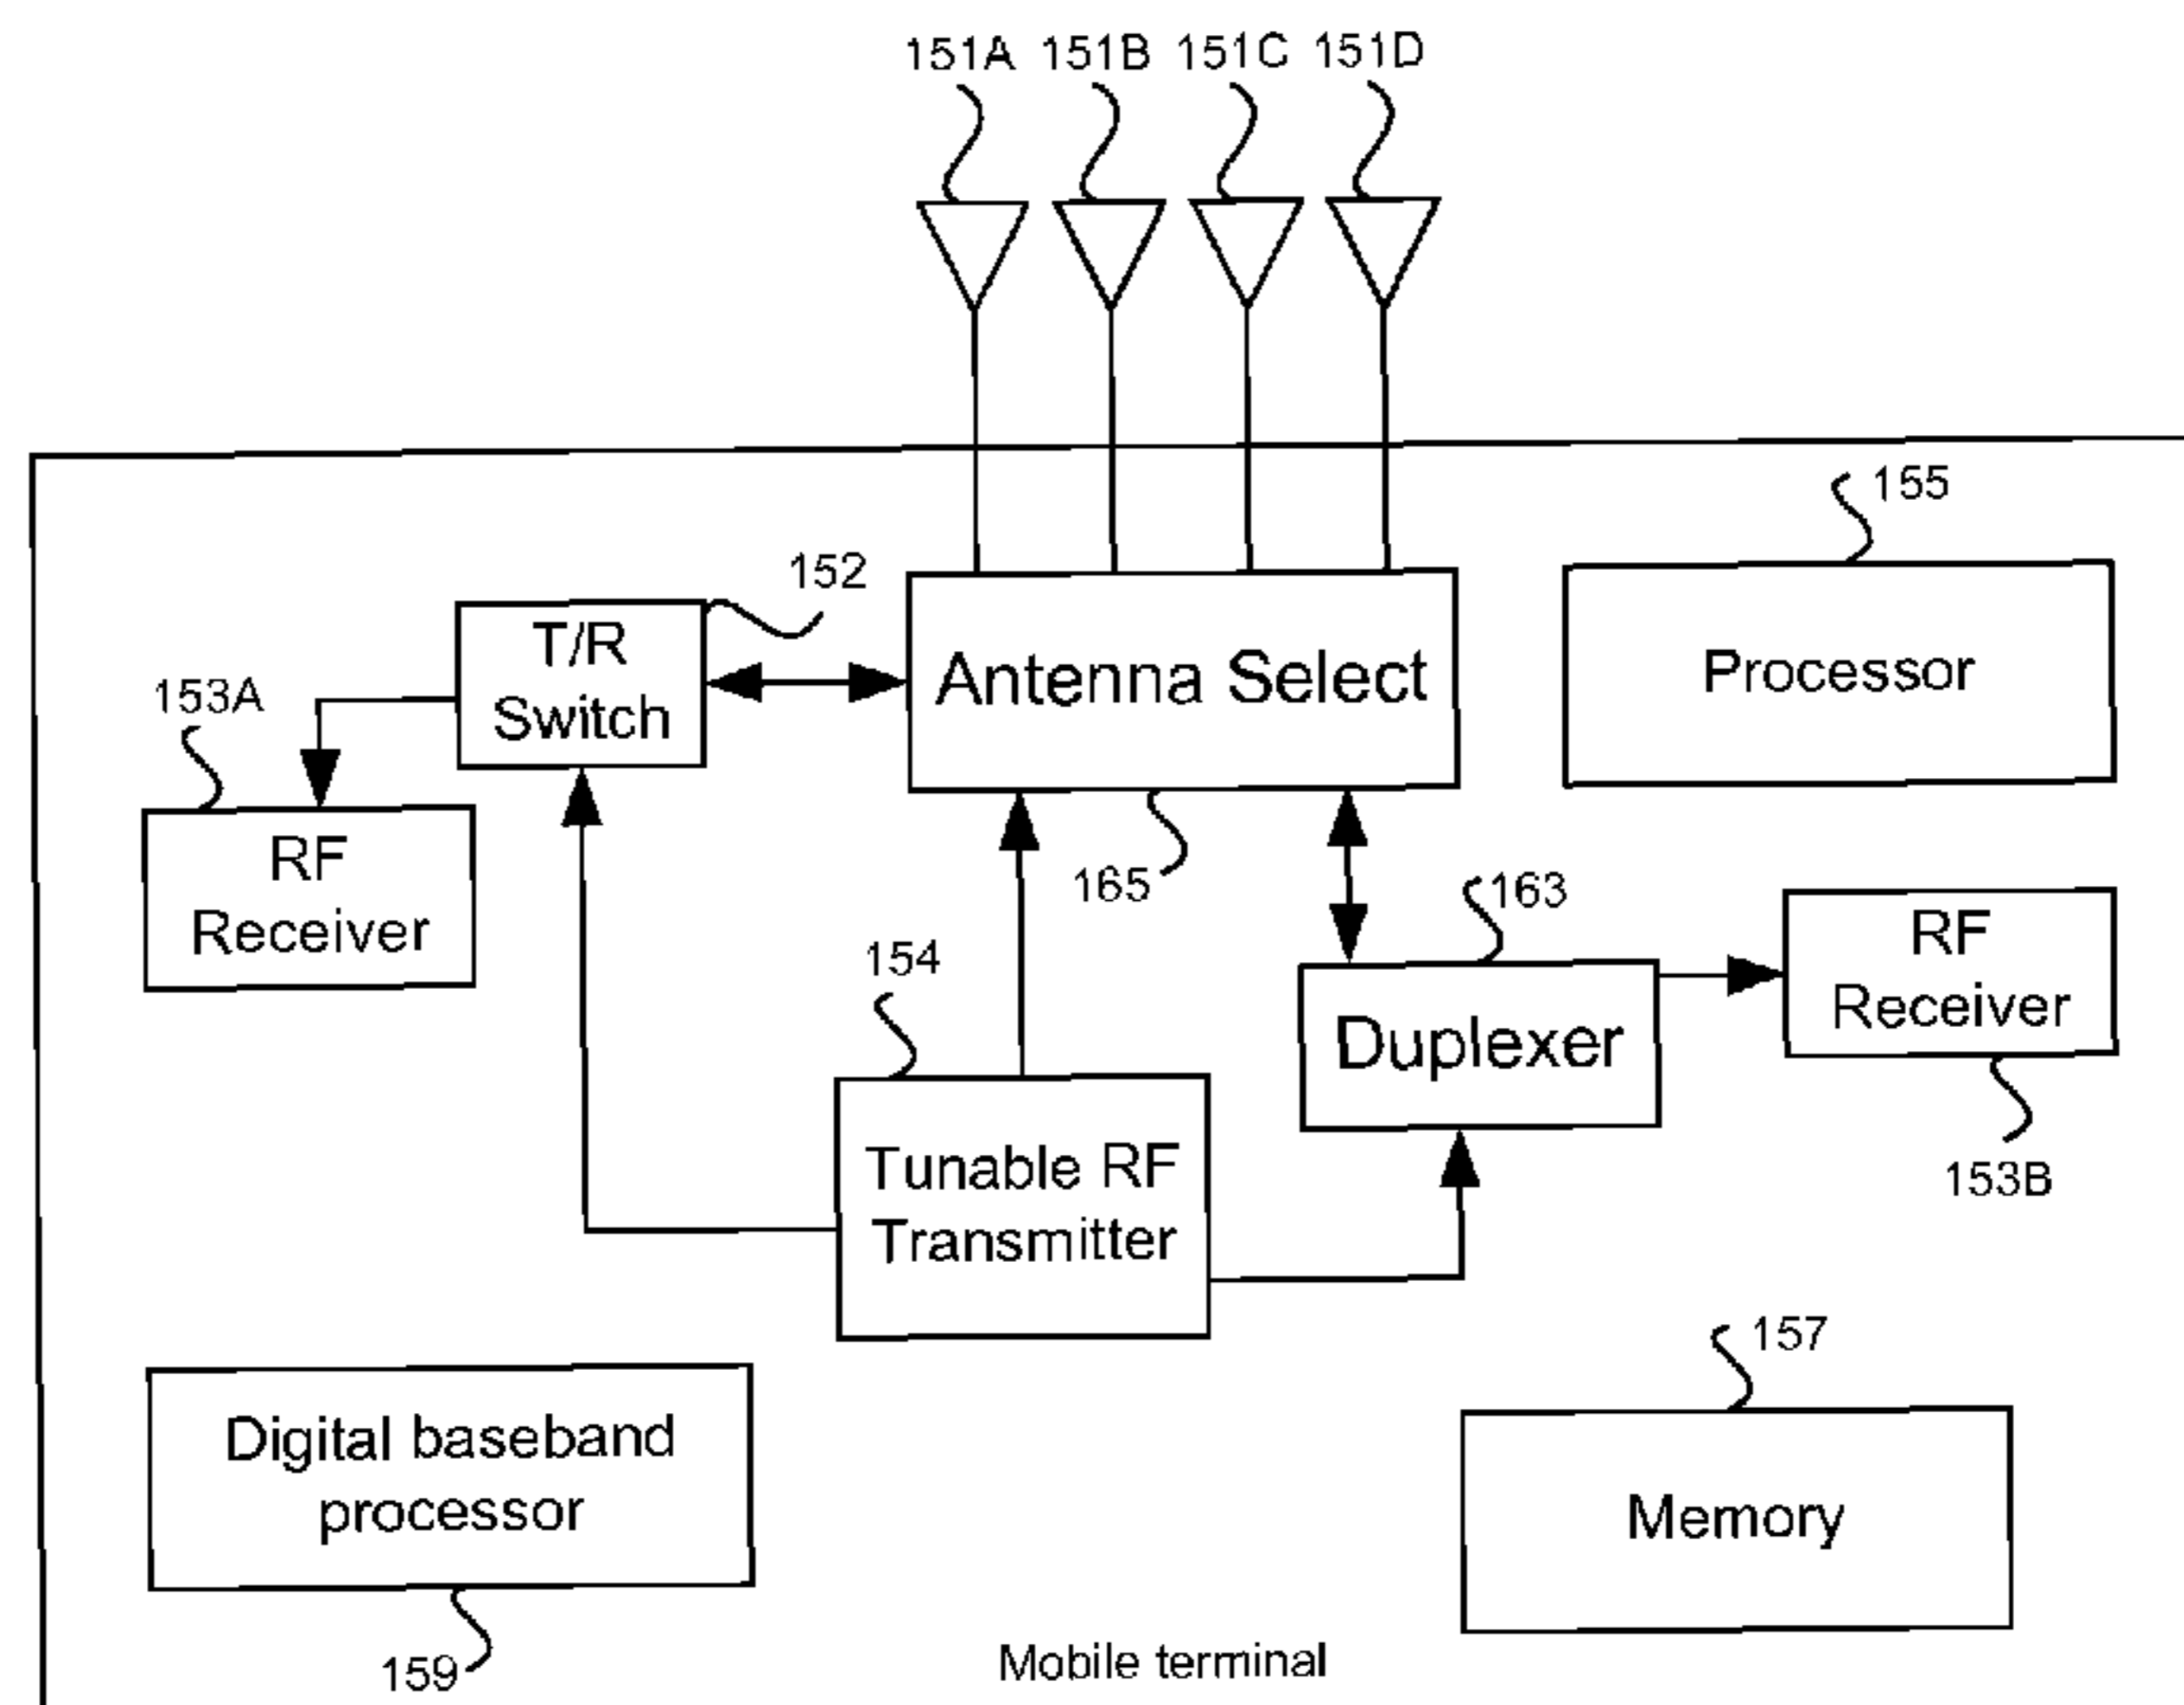 151A 151B 151C 151D
155
152
T/R
Switch
Antenna Select
Processor
153A
RF
Receiver
165
163
154
RF
Receiver
Duplexer
Tunable RF
Transmitter
153B
157
Digital baseband
processor
Memory
159
Mobile terminal